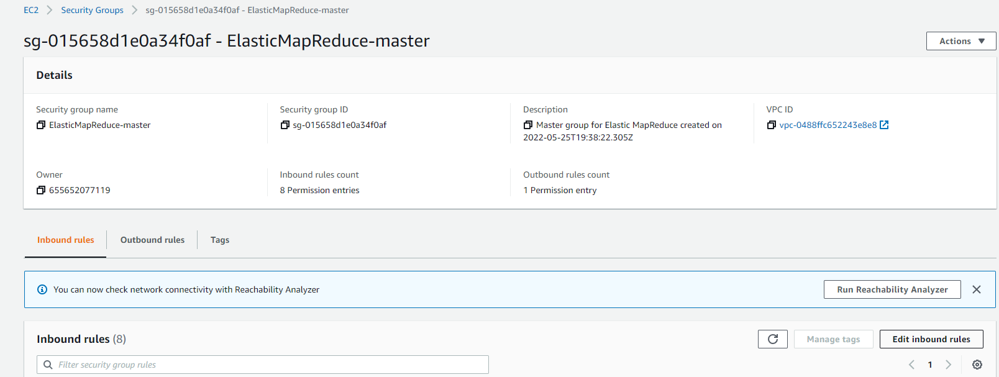 EC2 > Security Groups > sg-015658d1e0a34f0af - ElasticMapReduce-master
sg-015658d1e0a34f0af - ElasticMapReduce-master
Actions
Details
Security group name
ElasticMapReduce-master
Security group ID
sg-015658d1e0a34f0af
Description
Master group for Elastic MapReduce created on
2022-05-25T19:38:22.305Z
VPC ID
vpc-0488ffc652243e8e8
Owner
655652077119
Inbound rules count
8 Permission entries
Outbound rules count
1 Permission entry
Inbound rules
Outbound rules
Tags
You can now check network connectivity with Reachability Analyzer
Run Reachability Analyzer
Inbound rules (8)
Manage tags
Edit inbound rules
Filter security group rules
1